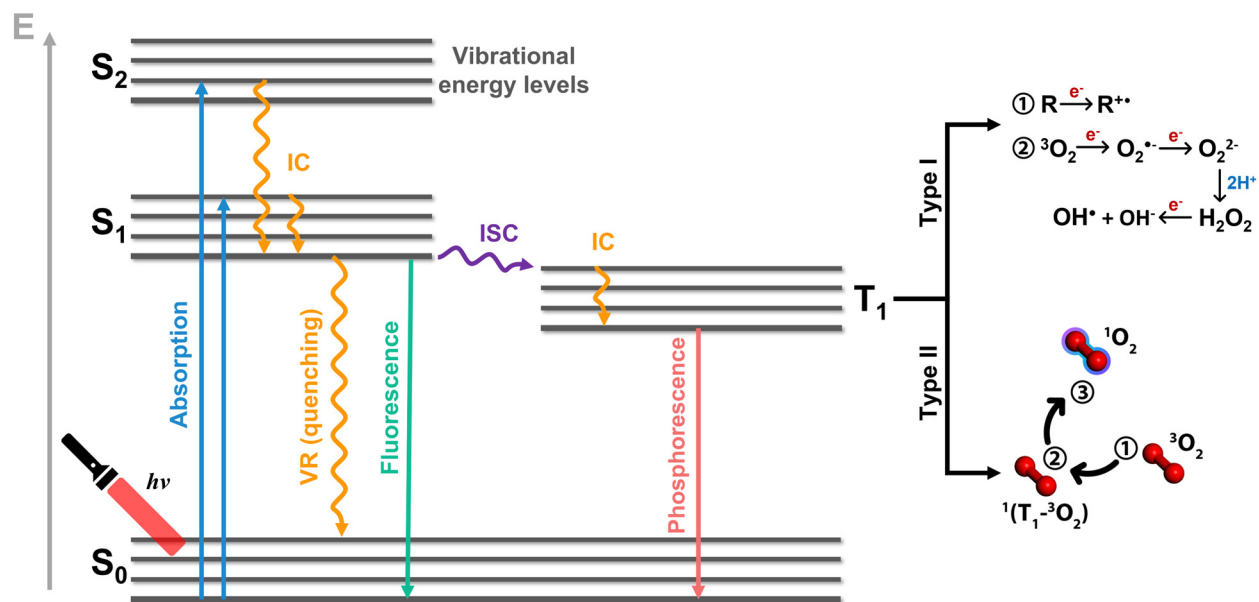 E
S₂
Vibrational
energy levels
IC
S₁
ISC
IC
T₁
Absorption
VR (quenching)
Fluorescence
Phosphorescence
hν
S₀
Type I
① R e⁻ R⁺•
② ³O₂ e⁻ O₂•⁻ e⁻ O₂²⁻
2H⁺
OH• + OH⁻ e⁻ H₂O₂
Type II
¹O₂
③
②
①
³O₂
¹(T₁-³O₂)